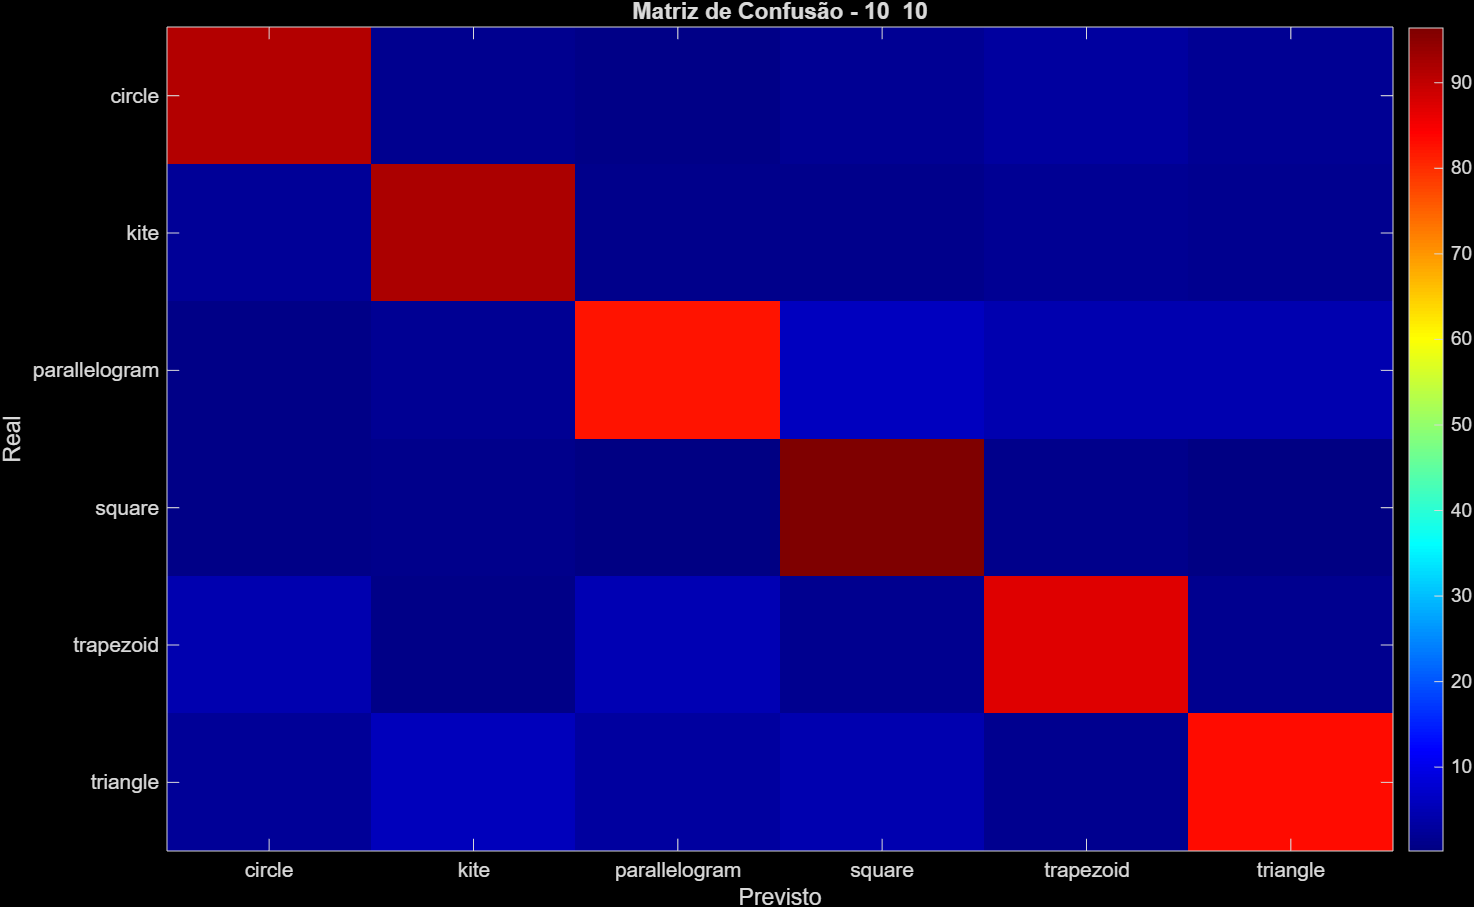 Matriz de Confusão - 10  10
circle
kite
parallelogram
square
trapezoid
triangle
Real
circle kite parallelogram square trapezoid triangle
Previsto
90
80
70
60
50
40
30
20
10